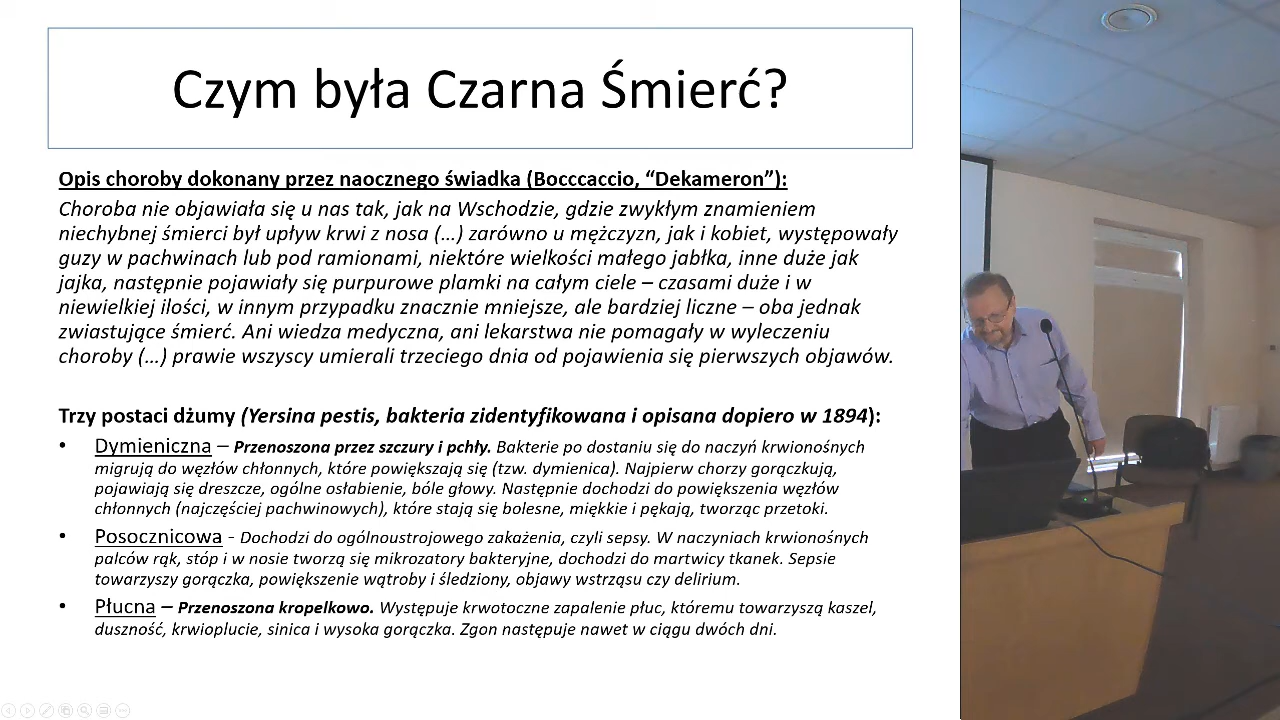 Czym była Czarna Śmierć?
Opis choroby dokonany przez naocznego świadka (Bocccaccio, “Dekameron”):
Choroba nie objawiała się u nas tak, jak na Wschodzie, gdzie zwykłym znamieniem
niechybnej śmierci był upływ krwi z nosa (…) zarówno u mężczyzn, jak i kobiet, występowały
guzy w pachwinach lub pod ramionami, niektóre wielkości małego jabłka, inne duże jak
jajka, następnie pojawiały się purpurowe plamki na całym ciele – czasami duże i w
niewielkiej ilości, w innym przypadku znacznie mniejsze, ale bardziej liczne – oba jednak
zwiastujące śmierć. Ani wiedza medyczna, ani lekarstwa nie pomagały w wyleczeniu
choroby (…) prawie wszyscy umierali trzeciego dnia od pojawienia się pierwszych objawów.
Trzy postaci dżumy (Yersina pestis, bakteria zidentyfikowana i opisana dopiero w 1894):
• Dymieniczna – Przenoszona przez szczury i pchły. Bakterie po dostaniu się do naczyń krwionośnych
migrują do węzłów chłonnych, które powiększają się (tzw. dymienica). Najpierw chorzy gorączkują,
pojawiają się dreszcze, ogólne osłabienie, bóle głowy. Następnie dochodzi do powiększenia węzłów
chłonnych (najczęściej pachwinowych), które stają się bolesne, miękkie i pękają, tworząc przetoki.
• Posocznicowa - Dochodzi do ogólnoustrojowego zakażenia, czyli sepsy. W naczyniach krwionośnych
palców rąk, stóp i w nosie tworzą się mikrozatory bakteryjne, dochodzi do martwicy tkanek. Sepsie
towarzyszy gorączka, powiększenie wątroby i śledziony, objawy wstrząsu czy delirium.
• Płucna – Przenoszona kropelkowo. Występuje krwotoczne zapalenie płuc, któremu towarzyszą kaszel,
duszność, krwioplucie, sinica i wysoka gorączka. Zgon następuje nawet w ciągu dwóch dni.